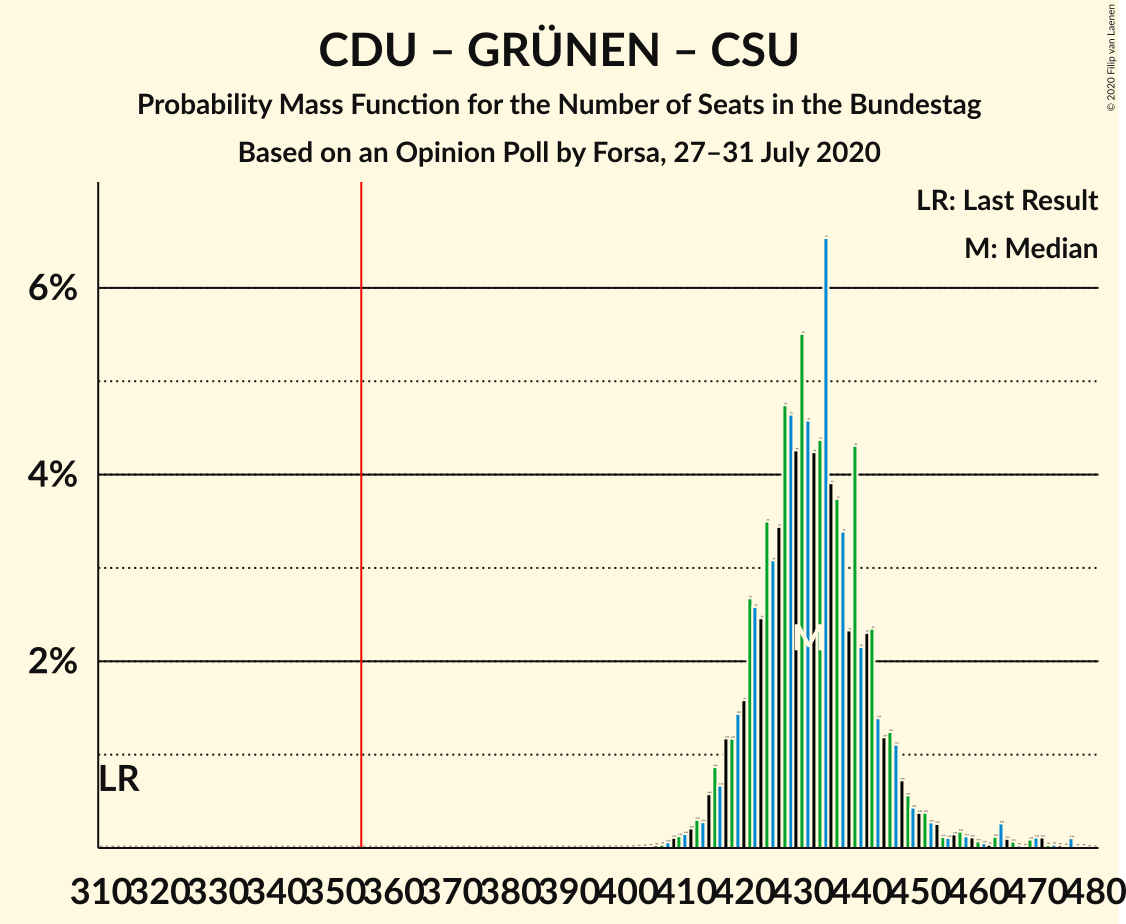 CDU – GRÜNEN – CSU
Probability Mass Function for the Number of Seats in the Bundestag
Based on an Opinion Poll by Forsa, 27–31 July 2020
© 2020 Filip van Laenen
LR: Last Result
M: Median
6%
4%
2%
M
LR
310 320 330 340 350 360 370 380 390 400 410 420 430 440 450 460 470 480